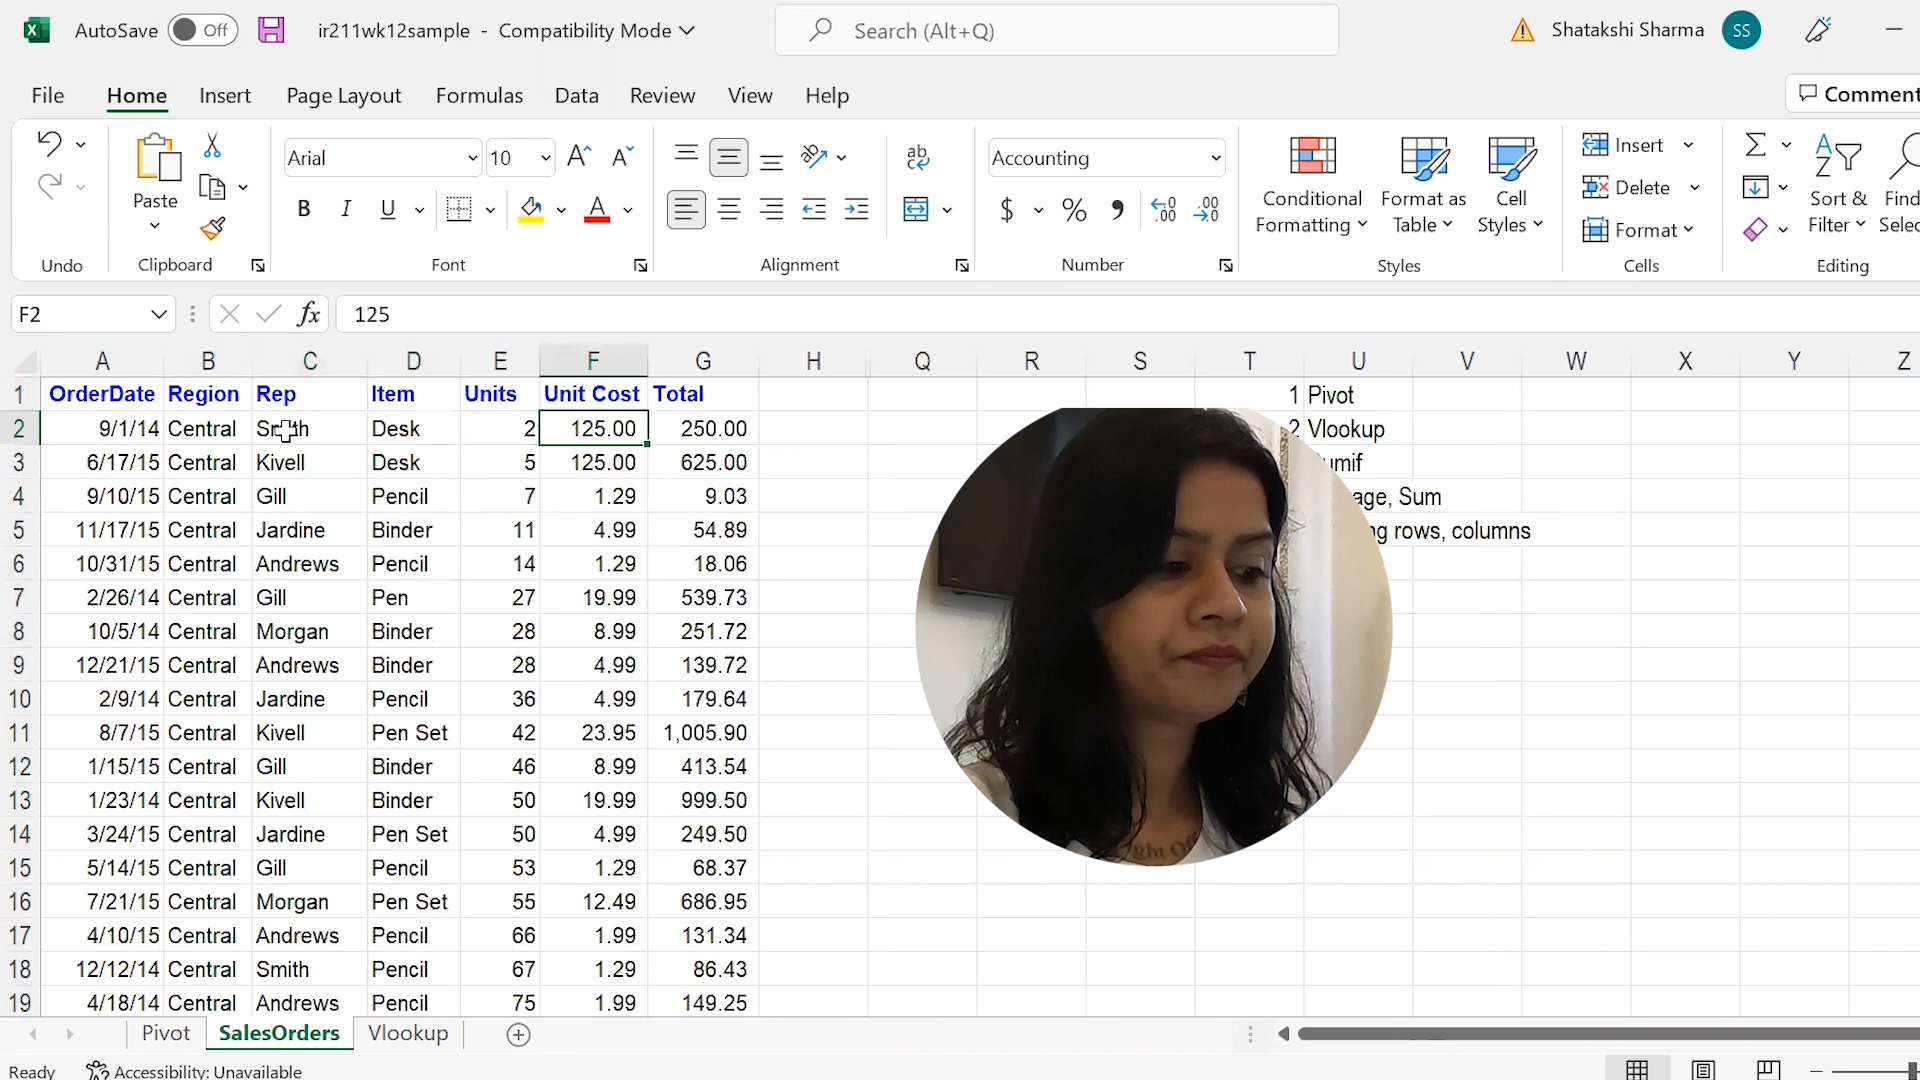 AutoSave Off ir211wk12sample - Compatibility Mode Search (Alt+Q) Shatakshi Sharma SS
File Home Insert Page Layout Formulas Data Review View Help Comment
Arial 10 Accounting
Paste Conditional Formatting Format as Table Cell Styles
Insert
Delete
Format
Sort & Filter
Find
Selec
Undo Clipboard Font Alignment Number Styles Cells Editing
F2 fx 125
A B C D E F G H Q R S T U V W X Y Z
1 OrderDate Region Rep Item Units Unit Cost Total 1 Pivot
2 9/1/14 Central Smith Desk 2 125.00 250.00 2 Vlookup
3 6/17/15 Central Kivell Desk 5 125.00 625.00 umif
4 9/10/15 Central Gill Pencil 7 1.29 9.03 age, Sum
5 11/17/15 Central Jardine Binder 11 4.99 54.89 g rows, columns
6 10/31/15 Central Andrews Pencil 14 1.29 18.06
7 2/26/14 Central Gill Pen 27 19.99 539.73
8 10/5/14 Central Morgan Binder 28 8.99 251.72
9 12/21/15 Central Andrews Binder 28 4.99 139.72
10 2/9/14 Central Jardine Pencil 36 4.99 179.64
11 8/7/15 Central Kivell Pen Set 42 23.95 1,005.90
12 1/15/15 Central Gill Binder 46 8.99 413.54
13 1/23/14 Central Kivell Binder 50 19.99 999.50
14 3/24/15 Central Jardine Pen Set 50 4.99 249.50
15 5/14/15 Central Gill Pencil 53 1.29 68.37
16 7/21/15 Central Morgan Pen Set 55 12.49 686.95
17 4/10/15 Central Andrews Pencil 66 1.99 131.34
18 12/12/14 Central Smith Pencil 67 1.29 86.43
19 4/18/14 Central Andrews Pencil 75 1.99 149.25
Pivot SalesOrders Vlookup
Ready Accessibility: Unavailable